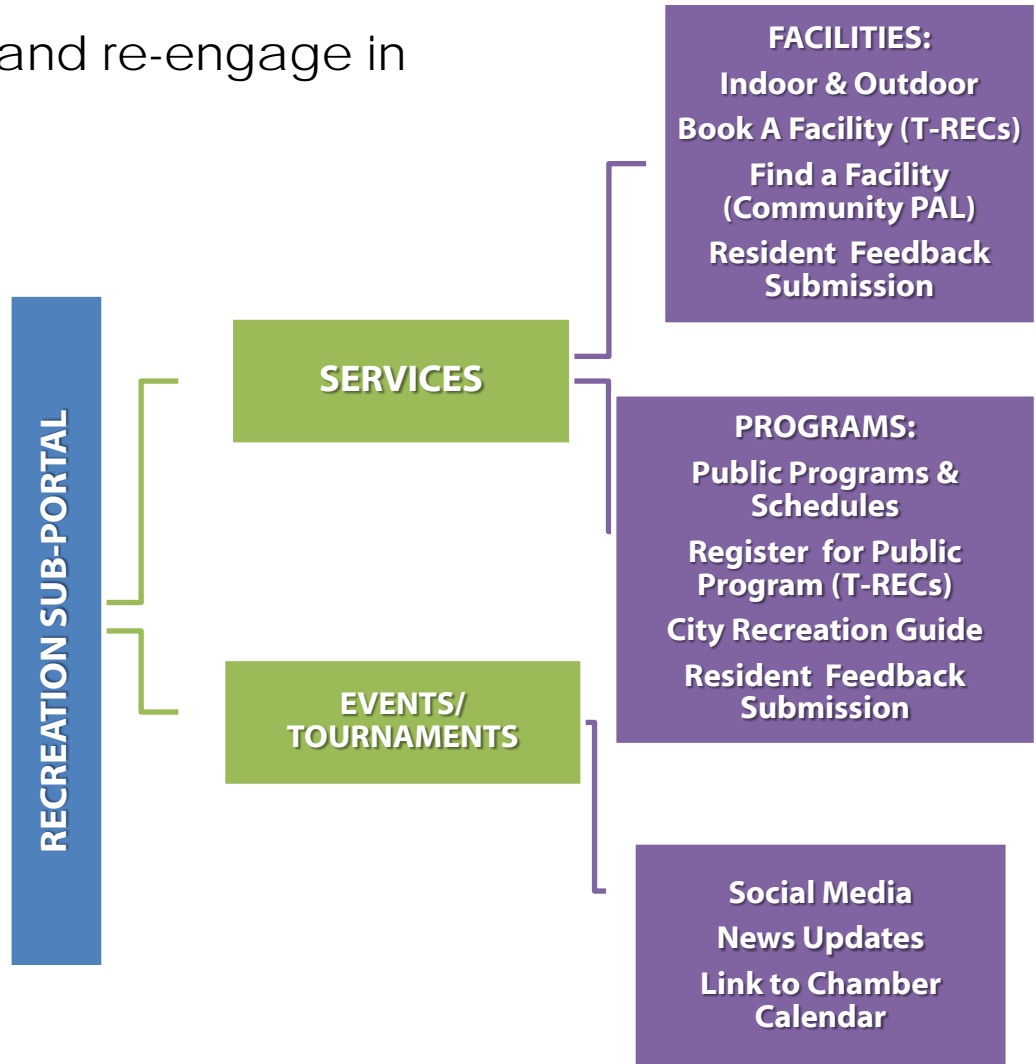 and re-engage in
RECREATION SUB-PORTAL
SERVICES
FACILITIES:
Indoor & Outdoor
Book A Facility (T-RECs)
Find a Facility
(Community PAL)
Resident Feedback
Submission
PROGRAMS:
Public Programs &
Schedules
Register for Public
Program (T-RECs)
City Recreation Guide
Resident Feedback
Submission
EVENTS/
TOURNAMENTS
Social Media
News Updates
Link to Chamber
Calendar